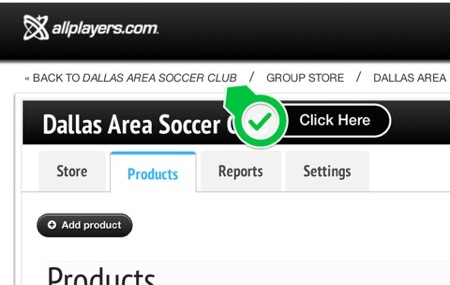 allplayers.com
« BACK TO DALLAS AREA SOCCER CLUB / GROUP STORE / DALLAS AREA
Dallas Area Soccer C Click Here
Store Products Reports Settings
Add product
Products